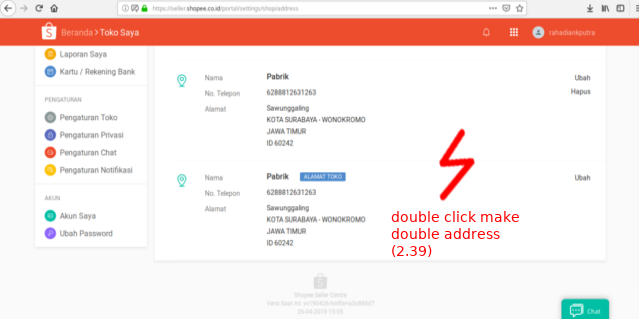 https://seller.shopee.co.id/portal/settings/shop/address
Beranda > Toko Saya
rahadiankputra
Laporan Saya
Kartu / Rekening Bank
PENGATURAN
Pengaturan Toko
Pengaturan Privasi
Pengaturan Chat
Pengaturan Notifikasi
AKUN
Akun Saya
Ubah Password
Nama Pabrik Ubah
No. Telepon 6288812631263 Hapus
Alamat Sawunggaling
KOTA SURABAYA - WONOKROMO
JAWA TIMUR
ID 60242
Nama Pabrik ALAMAT TOKO Ubah
No. Telepon 6288812631263
Alamat Sawunggaling
KOTA SURABAYA - WONOKROMO
JAWA TIMUR
ID 60242
double click make
double address
(2.39)
Shopee Seller Centre
Chat